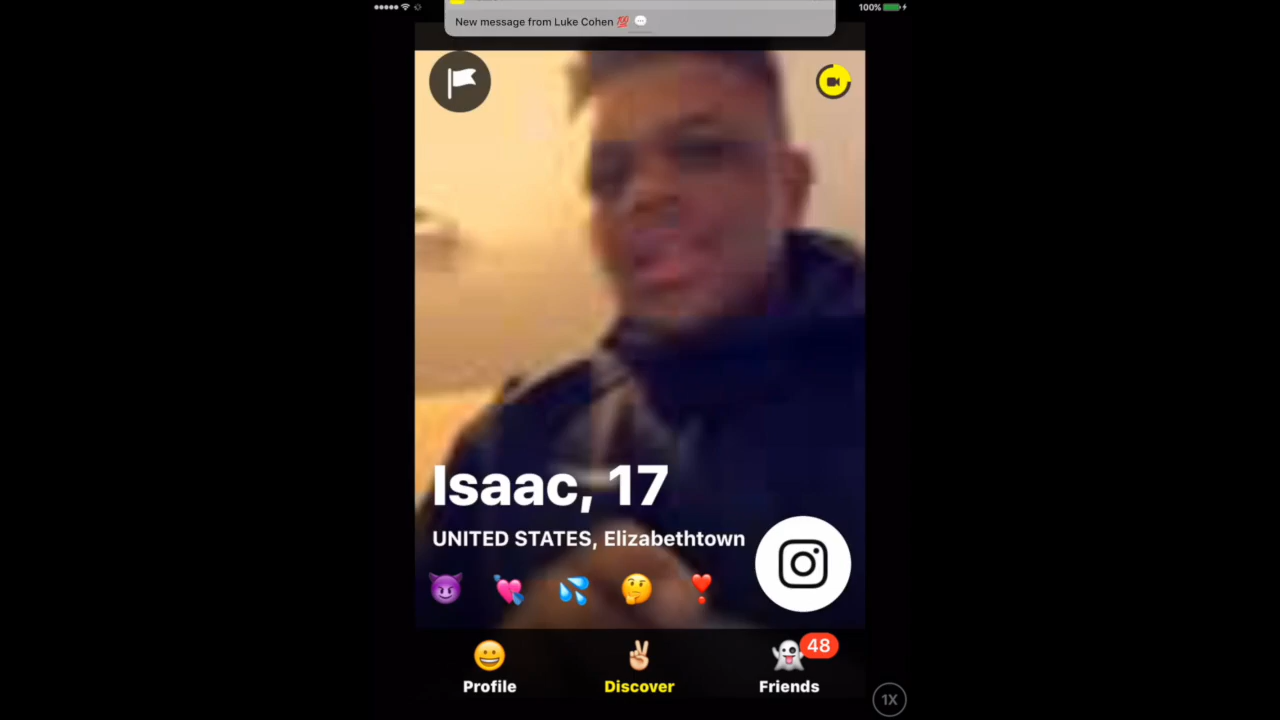 100%
New message from Luke Cohen 💯 💬
Isaac, 17
UNITED STATES, Elizabethtown
48
Profile
Discover
Friends
1X